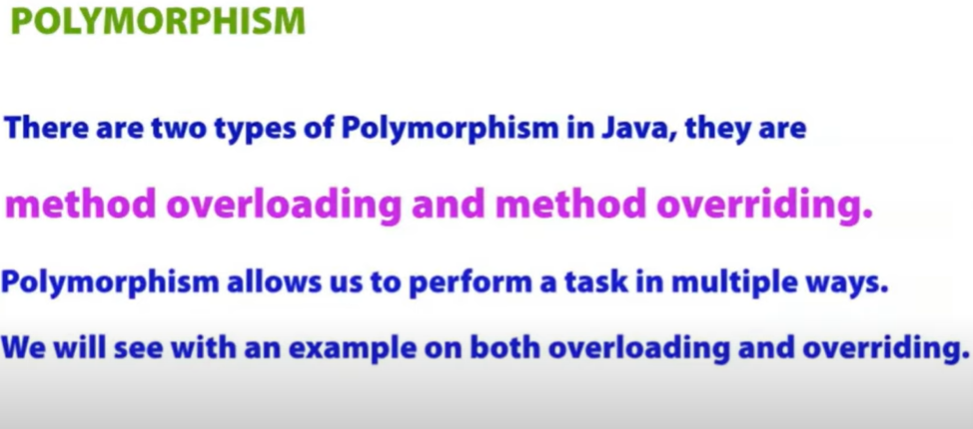 POLYMORPHISM
There are two types of Polymorphism in Java, they are
method overloading and method overriding.
Polymorphism allows us to perform a task in multiple ways.
We will see with an example on both overloading and overriding.